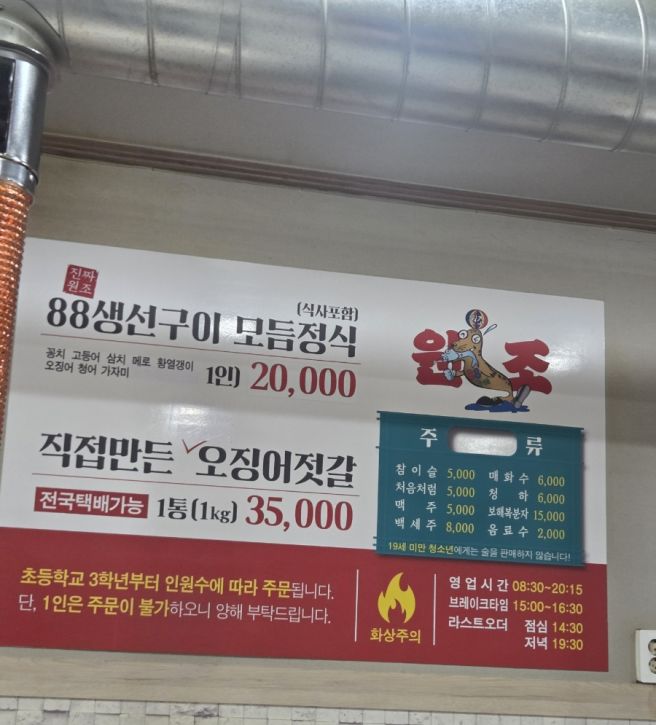 진짜
원조
88생선구이 모듬정식
(식사포함)
꽁치 고등어 삼치 메로 황열갱이
오징어 청어 가자미
1인) 20,000
직접만든 오징어젓갈
전국택배가능 1통(1kg) 35,000
원조
주류
참이슬 5,000 매화수 6,000
처음처럼 5,000 청하 6,000
맥주 5,000 보해복분자 15,000
백세주 8,000 음료수 2,000
19세 미만 청소년에게는 술을 판매하지 않습니다!
초등학교 3학년부터 인원수에 따라 주문됩니다.
단, 1인은 주문이 불가하오니 양해 부탁드립니다.
화상주의
영업시간 08:30~20:15
브레이크타임 15:00~16:30
라스트오더 점심 14:30
저녁 19:30